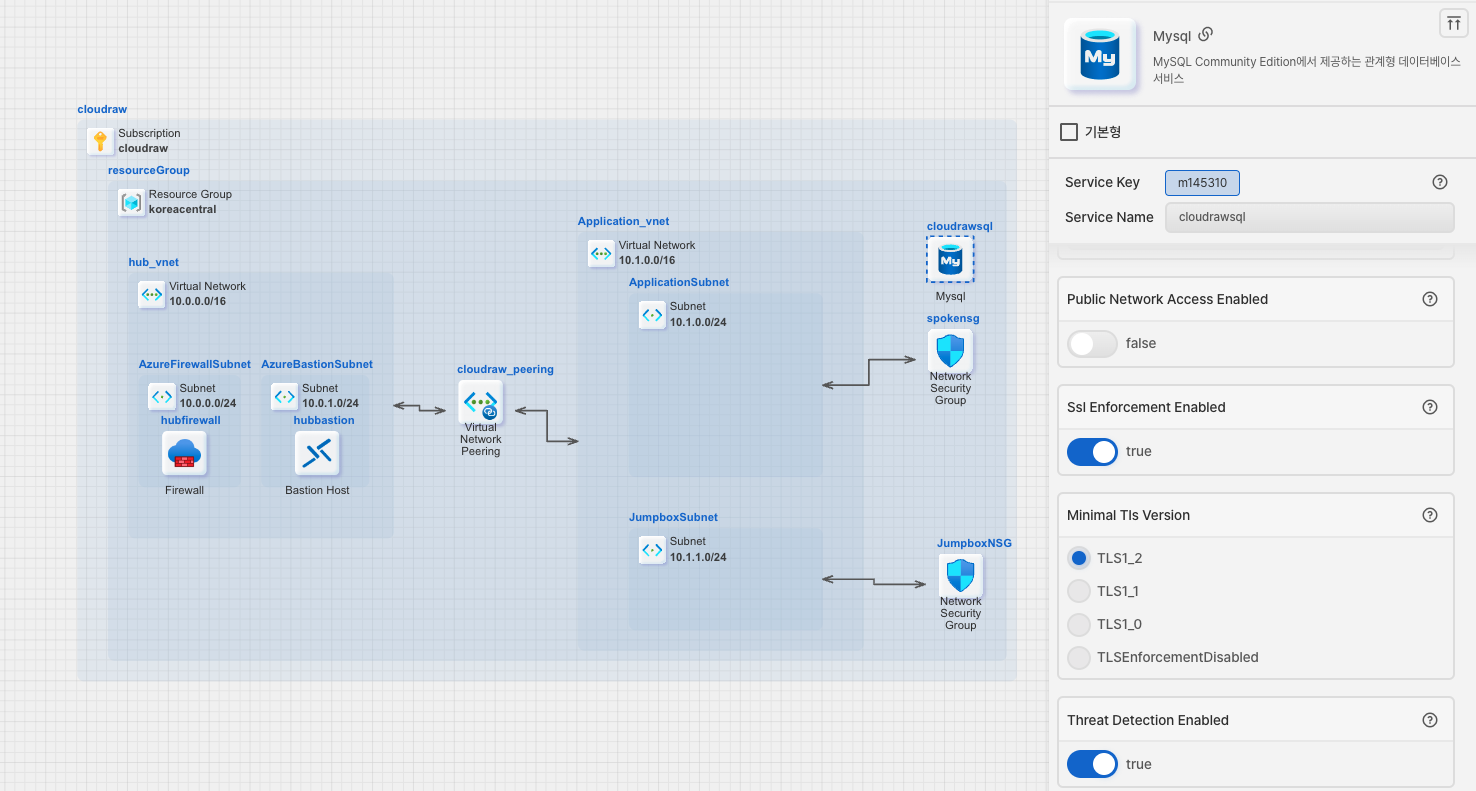 cloudraw
Subscription
cloudraw
resourceGroup
Resource Group
koreacentral
hub_vnet
Virtual Network
10.0.0.0/16
AzureFirewallSubnet
Subnet
10.0.0.0/24
hubfirewall
Firewall
AzureBastionSubnet
Subnet
10.0.1.0/24
hubbastion
Bastion Host
cloudraw_peering
Virtual
Network
Peering
Application_vnet
Virtual Network
10.1.0.0/16
ApplicationSubnet
Subnet
10.1.0.0/24
JumpboxSubnet
Subnet
10.1.1.0/24
cloudrawsql
My
Mysql
spokensg
Network
Security
Group
JumpboxNSG
Network
Security
Group
My
Mysql
MySQL Community Edition에서 제공하는 관계형 데이터베이스
서비스
기본형
Service Key
m145310
Service Name
cloudrawsql
Public Network Access Enabled
false
Ssl Enforcement Enabled
true
Minimal Tls Version
TLS1_2
TLS1_1
TLS1_0
TLSEnforcementDisabled
Threat Detection Enabled
true